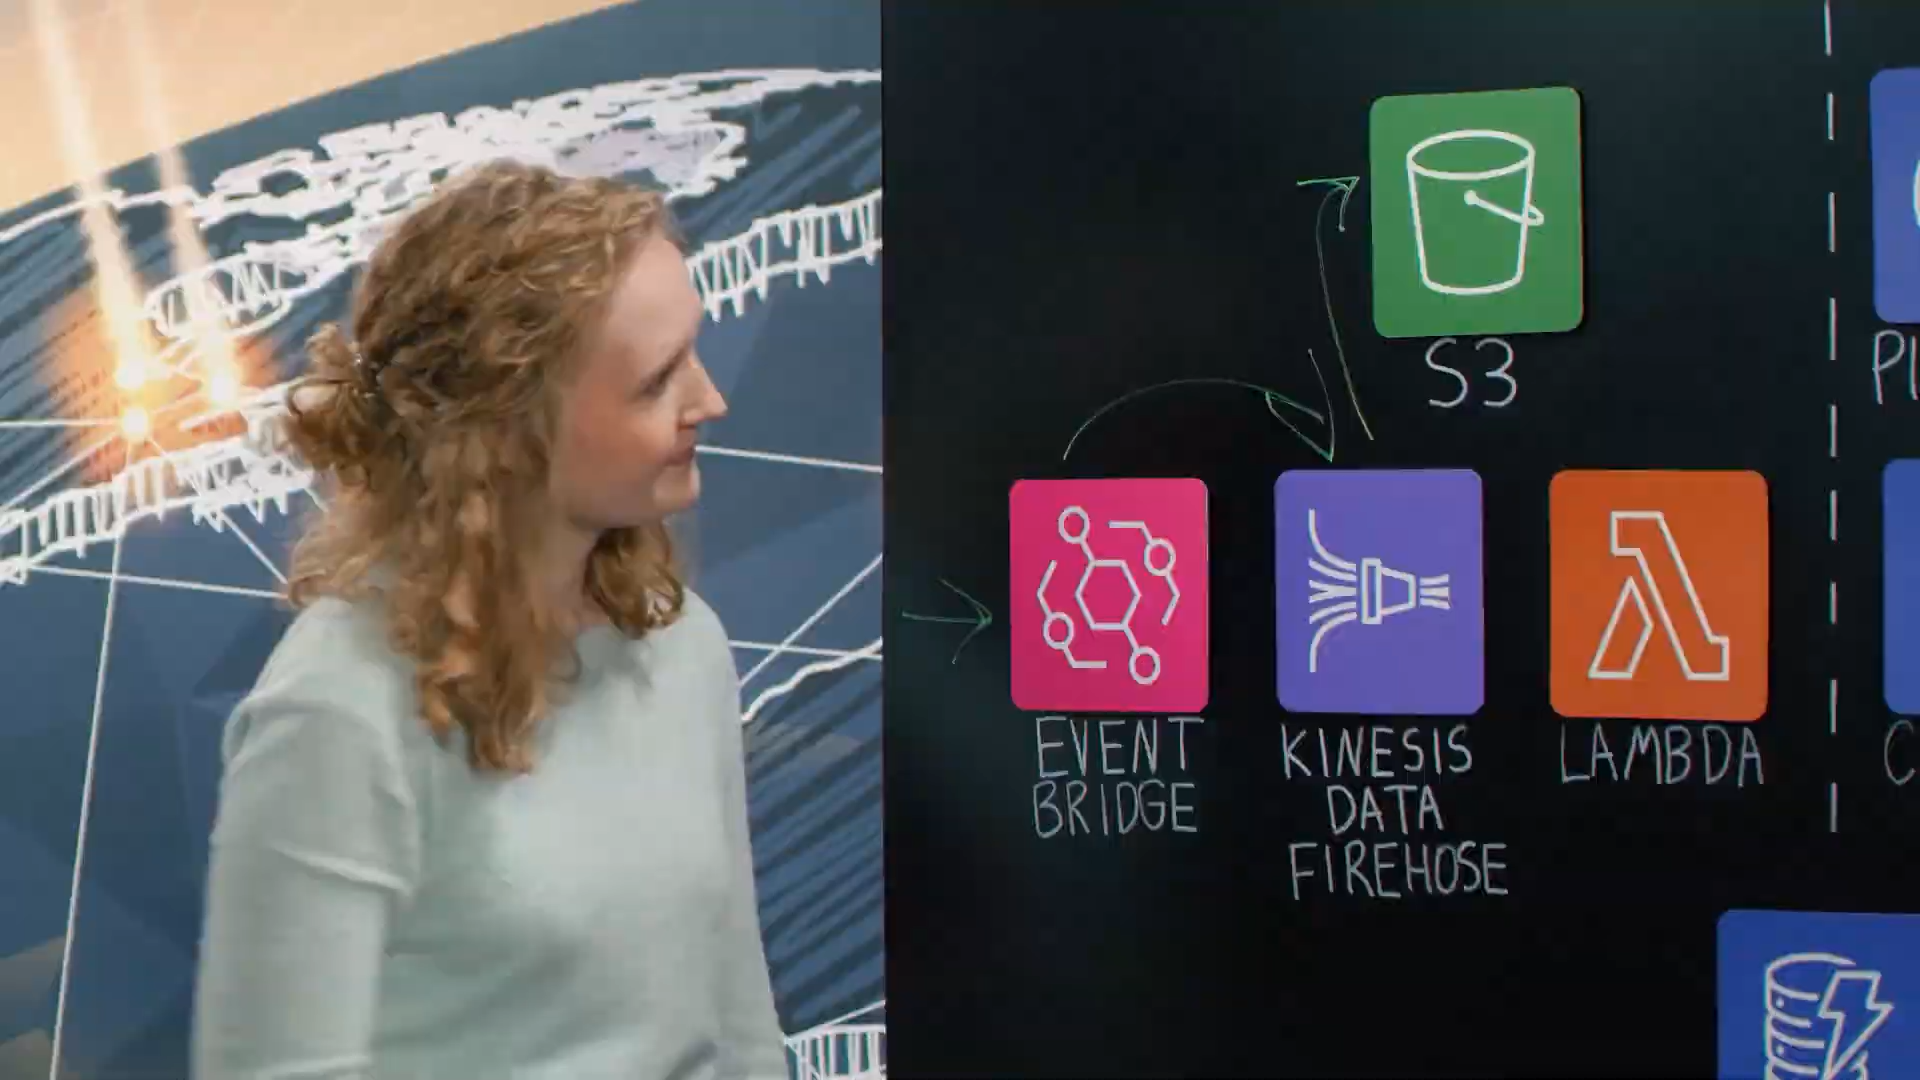 S3
EVENT
BRIDGE
KINESIS
DATA
FIREHOSE
LAMBDA